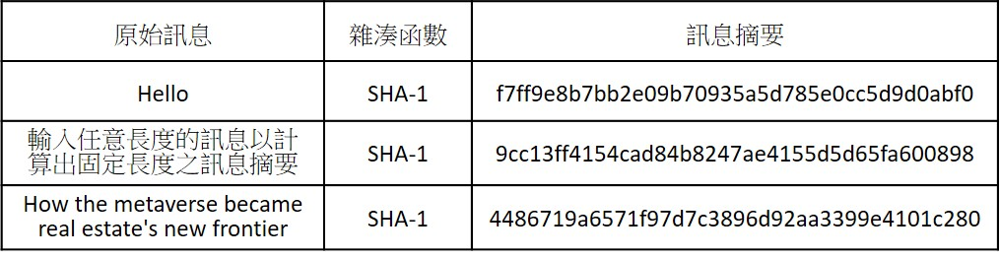 原始訊息 雜湊函數 訊息摘要
Hello SHA-1 f7ff9e8b7bb2e09b70935a5d785e0cc5d9d0abf0
輸入任意長度的訊息以計
算出固定長度之訊息摘要
SHA-1 9cc13ff4154cad84b8247ae4155d5d65fa600898
How the metaverse became
real estate's new frontier
SHA-1 4486719a6571f97d7c3896d92aa3399e4101c280